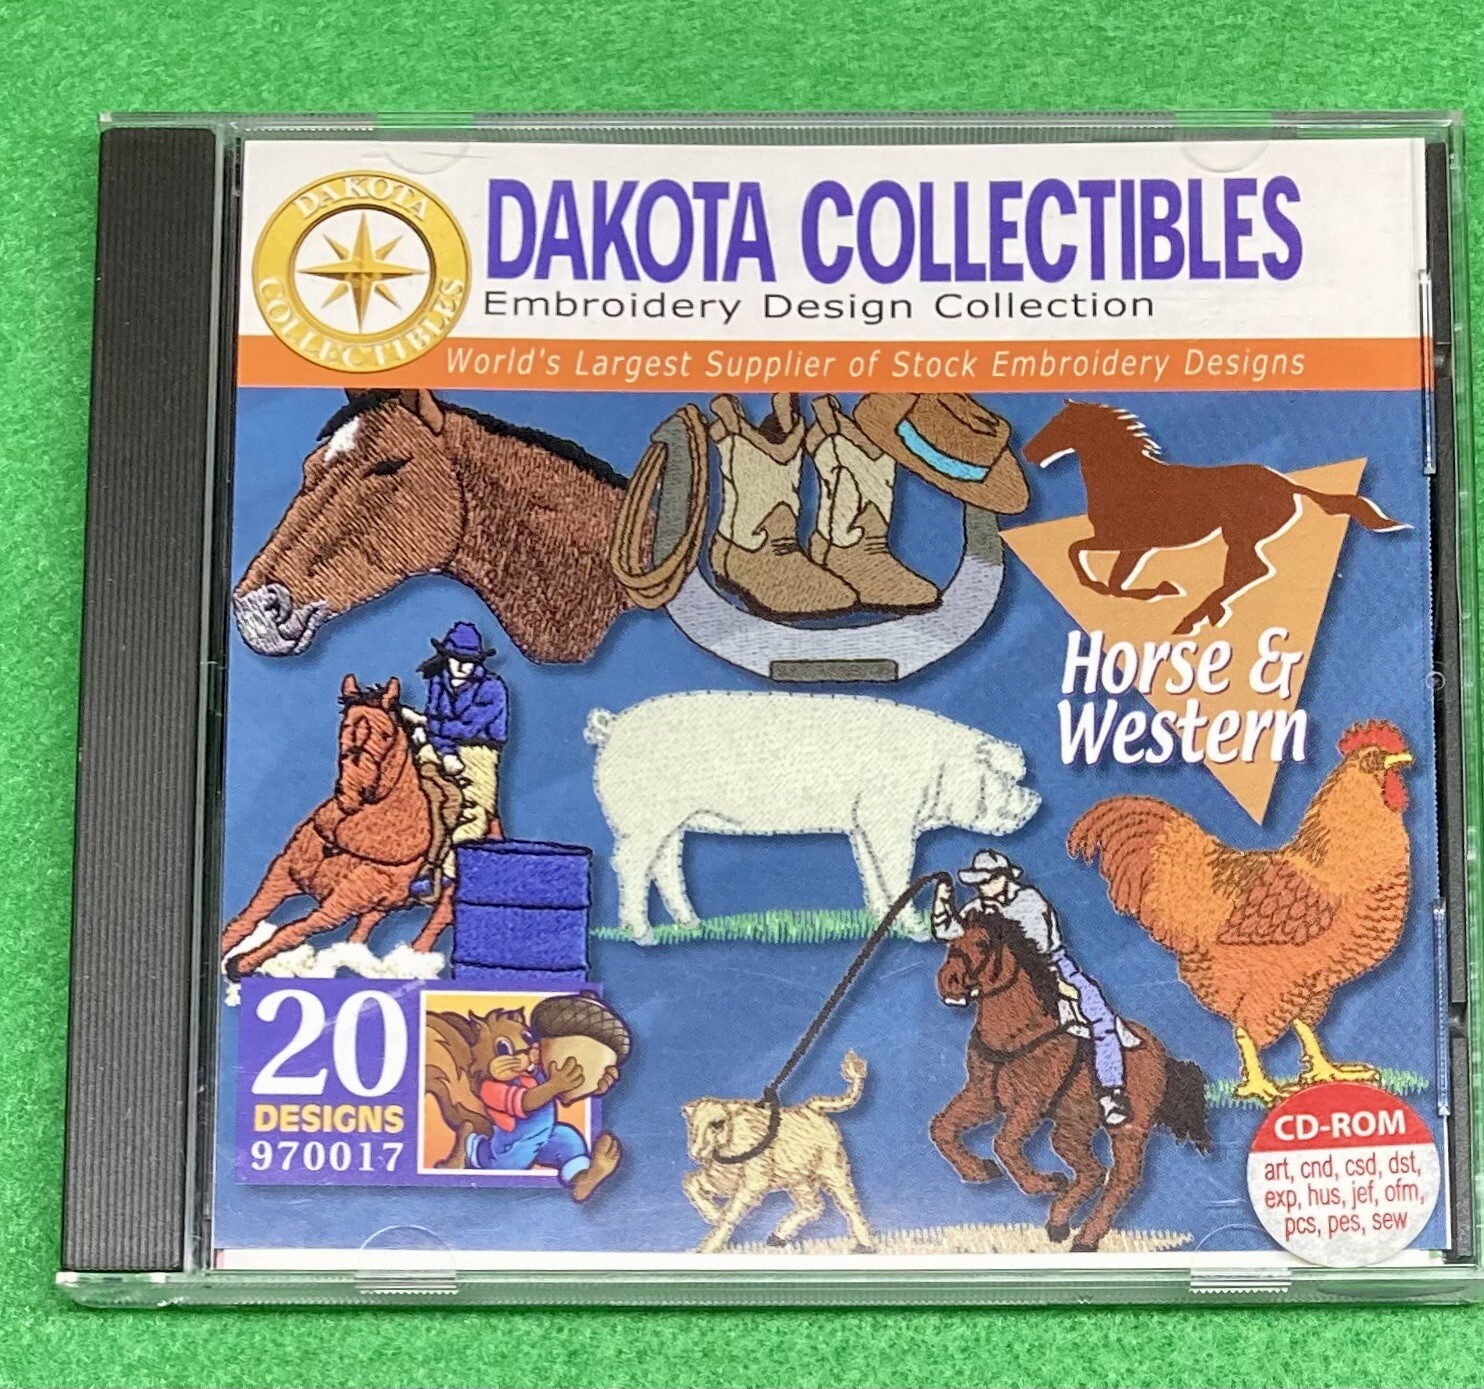 DAKOTA
COLLECTIBLES
DAKOTA COLLECTIBLES
Embroidery Design Collection
World's Largest Supplier of Stock Embroidery Designs
Horse &
Western
20
DESIGNS
970017
CD-ROM
art, cnd, csd, dst,
exp, hus, jef, ofm,
pcs, pes, sew